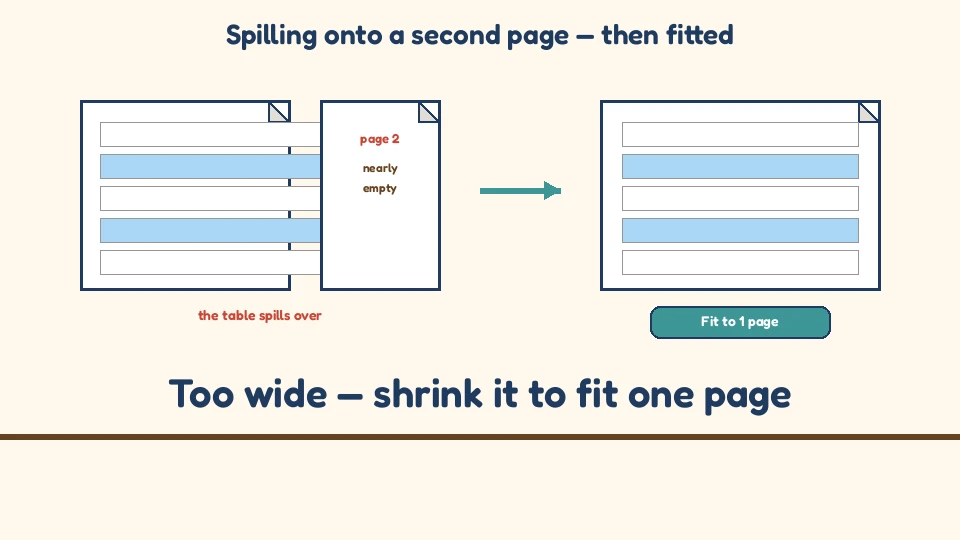 Spilling onto a second page — then fitted
page 2
nearly
empty
the table spills over
Fit to 1 page
Too wide — shrink it to fit one page